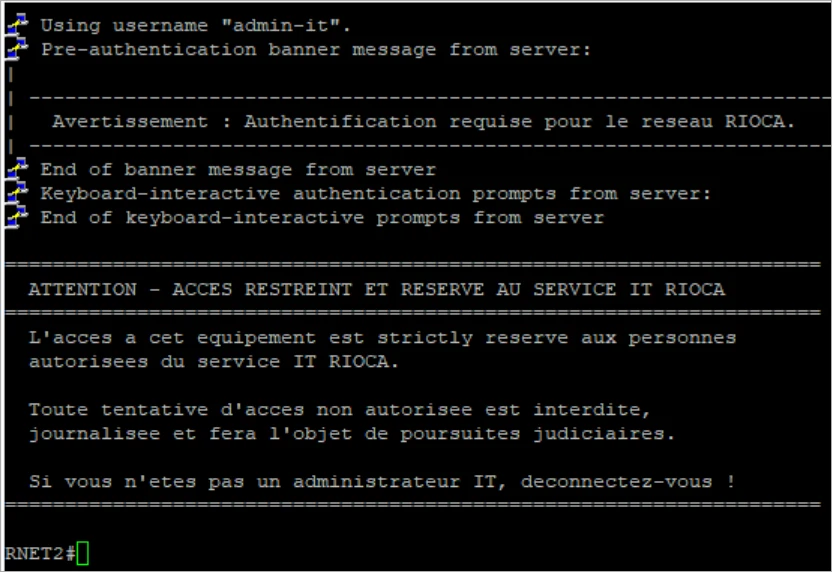 Using username "admin-it".
Pre-authentication banner message from server:
|
| -------------------------------------------------------------------
|   Avertissement : Authentification requise pour le reseau RIOCA.
| -------------------------------------------------------------------
End of banner message from server
Keyboard-interactive authentication prompts from server:
End of keyboard-interactive prompts from server
====================================================================
ATTENTION - ACCES RESTREINT ET RESERVE AU SERVICE IT RIOCA
====================================================================
L'acces a cet equipement est strictly reserve aux personnes
autorisees du service IT RIOCA.
Toute tentative d'acces non autorisee est interdite,
journalisee et fera l'objet de poursuites judiciaires.
Si vous n'etes pas un administrateur IT, deconnectez-vous !
====================================================================
RNET2#